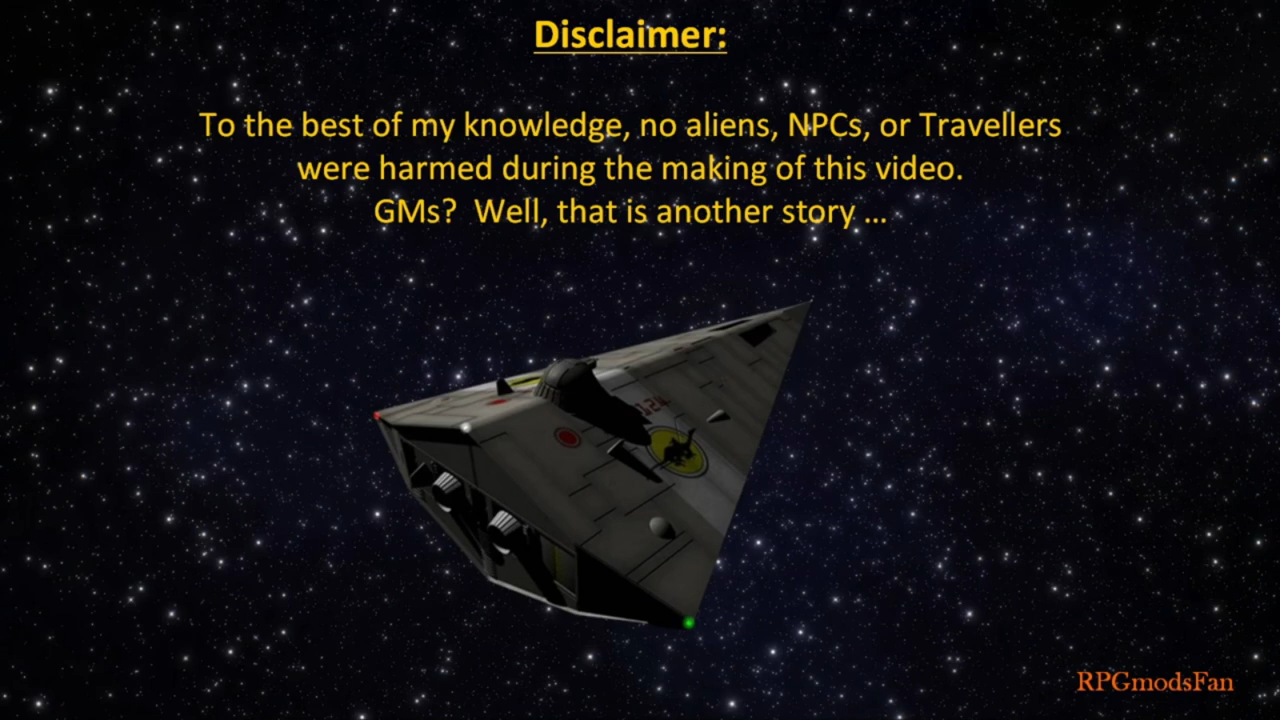 Disclaimer:
To the best of my knowledge, no aliens, NPCs, or Travellers
were harmed during the making of this video.
GMs?  Well, that is another story ...
RPGmodsFan